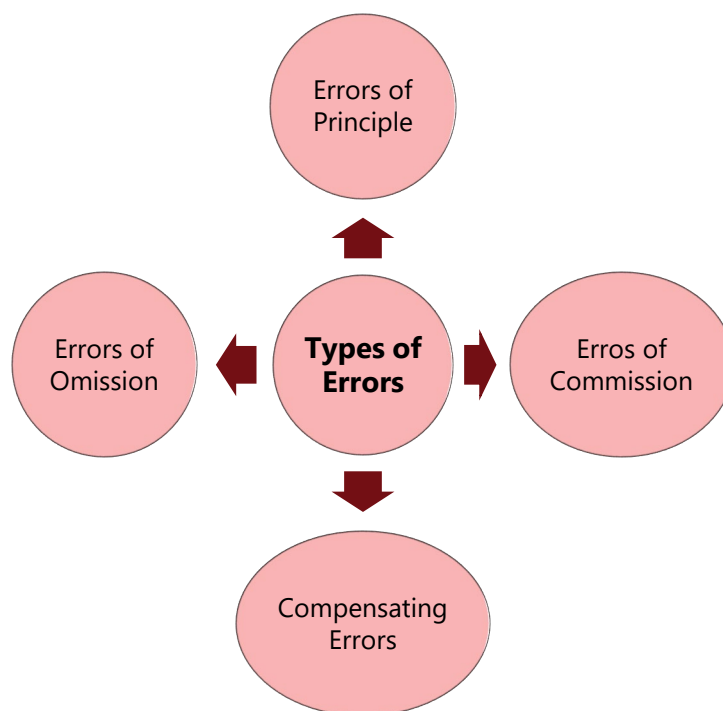 Errors of
Principle
Errors of
Omission
Types of
Errors
Erros of
Commission
Compensating
Errors